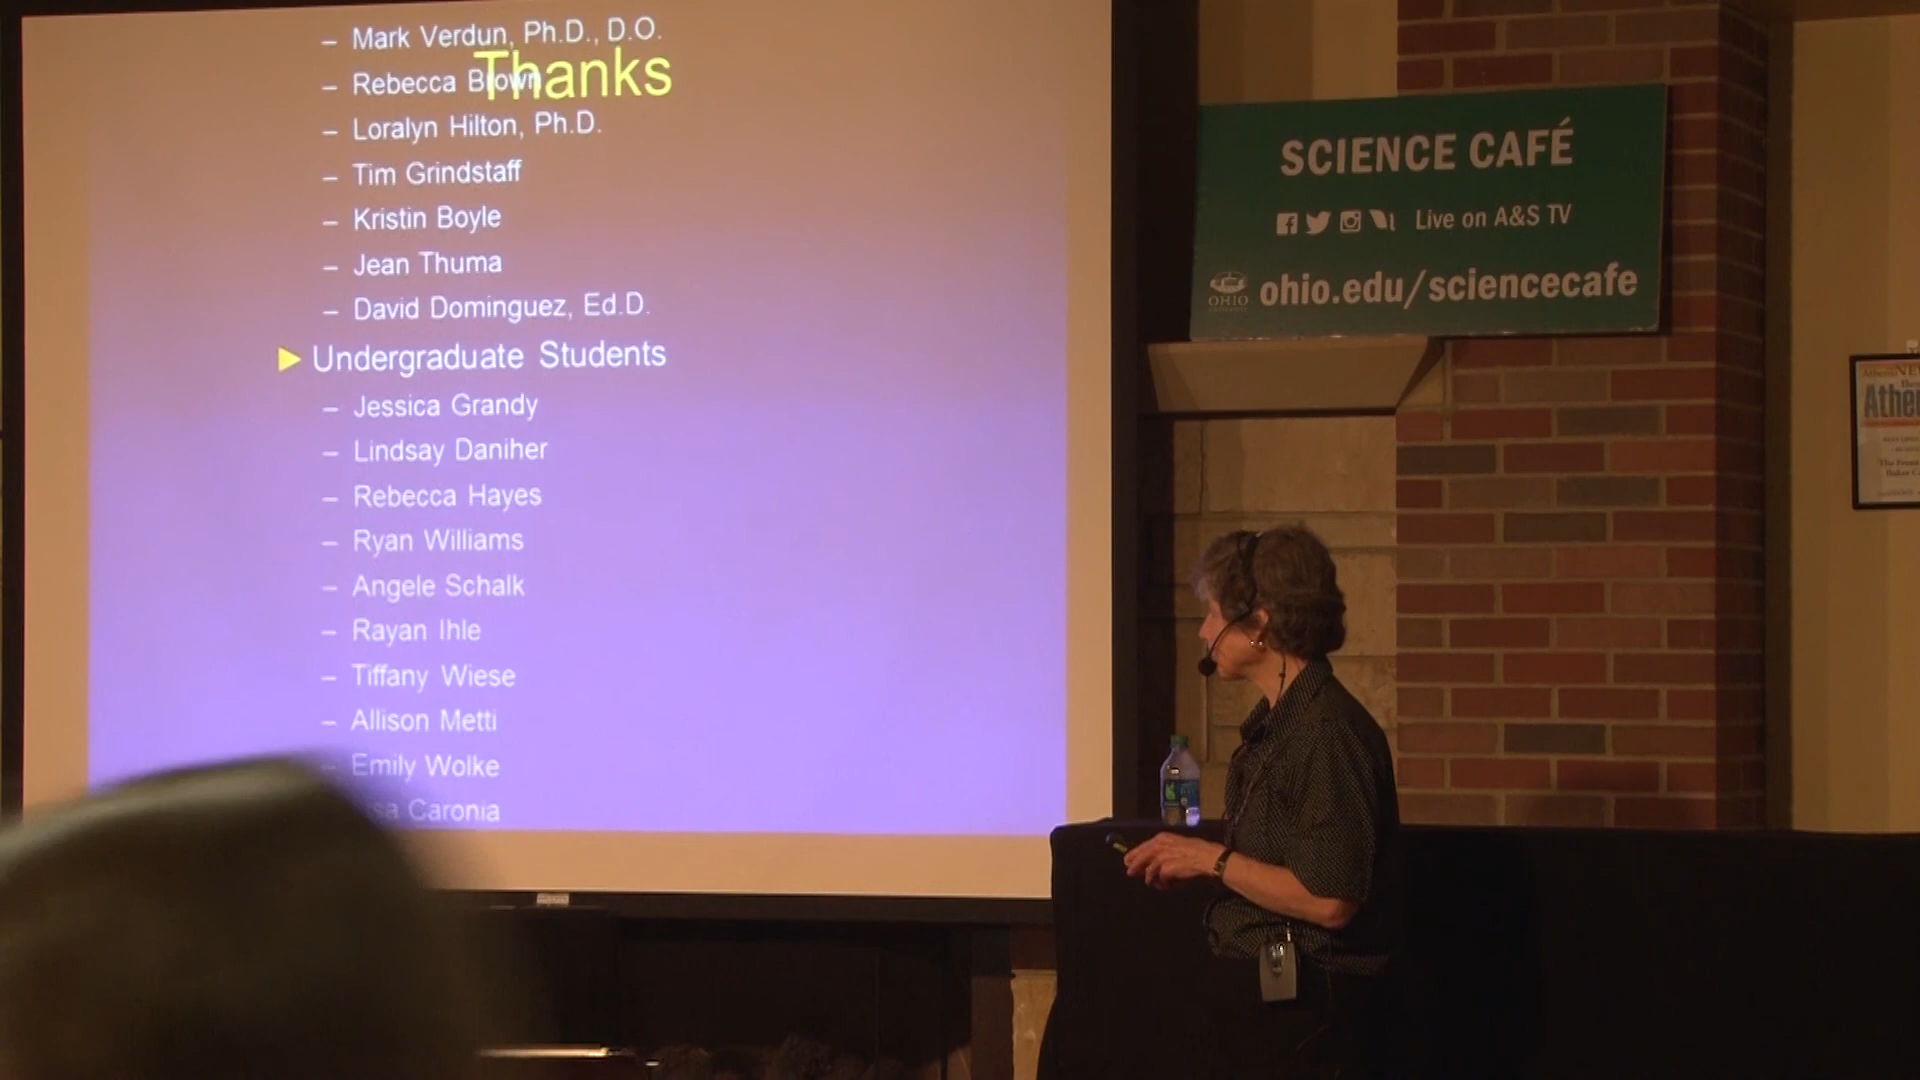 – Mark Verdun, Ph.D., D.O.
Thanks
– Rebecca Brown
– Loralyn Hilton, Ph.D.
– Tim Grindstaff
– Kristin Boyle
– Jean Thuma
– David Dominguez, Ed.D.
Undergraduate Students
– Jessica Grandy
– Lindsay Daniher
– Rebecca Hayes
– Ryan Williams
– Angele Schalk
– Rayan Ihle
– Tiffany Wiese
– Allison Metti
– Emily Wolke
Caronia
SCIENCE CAFÉ
Live on A&S TV
OHIO
ohio.edu/sciencecafe